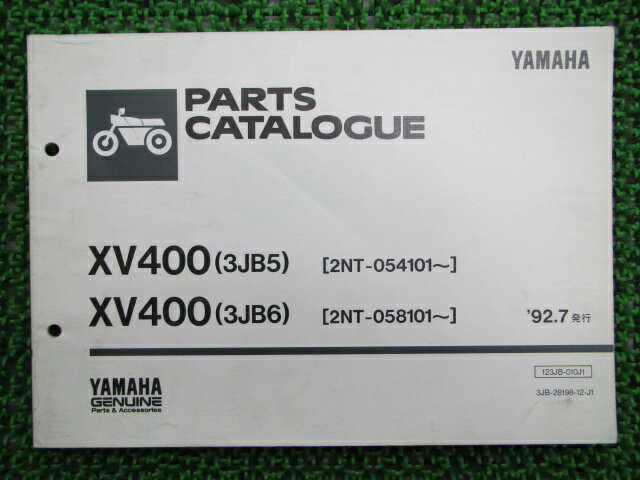 YAMAHA
PARTS
CATALOGUE
XV400 (3JB5) [2NT-054101~]
XV400 (3JB6) [2NT-058101~] '92.7 発行
YAMAHA
GENUINE
Parts & Accessories
123JB-010J1
3JB-28198-12-J1